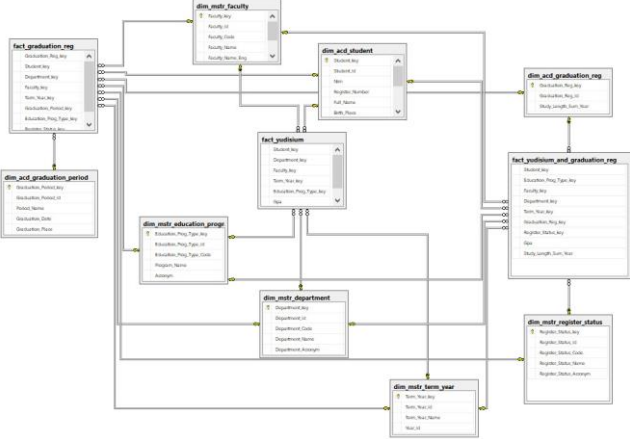 dim_mstr_faculty
Faculty_key
Faculty_Id
Faculty_Code
Faculty_Name
Faculty_Name_Eng
fact_graduation_reg
Graduation_Reg_key
Student_key
Department_key
Faculty_key
Term_Year_key
Graduation_Period_key
Education_Prog_Type_key
Register_Status_key
dim_acd_student
Student_key
Student_Id
Nim
Register_Number
Full_Name
Birth_Place
dim_acd_graduation_reg
Graduation_Reg_key
Graduation_Reg_Id
Study_Length_Sum_Year
fact_yudisium
Student_key
Department_key
Faculty_key
Term_Year_key
Education_Prog_Type_key
Gpa
fact_yudisium_and_graduation_reg
Student_key
Education_Prog_Type_key
Faculty_key
Department_key
Term_Year_key
Graduation_Reg_key
Register_Status_key
Gpa
Study_Length_Sum_Year
dim_acd_graduation_period
Graduation_Period_key
Graduation_Period_Id
Period_Name
Graduation_Date
Graduation_Place
dim_mstr_education_progr
Education_Prog_Type_key
Education_Prog_Type_Id
Education_Prog_Type_Code
Program_Name
Acronym
dim_mstr_department
Department_key
Department_Id
Department_Code
Department_Name
Department_Acronym
dim_mstr_register_status
Register_Status_key
Register_Status_Id
Register_Status_Code
Register_Status_Name
Register_Status_Acronym
dim_mstr_term_year
Term_Year_key
Term_Year_Id
Term_Year_Name
Year_Id